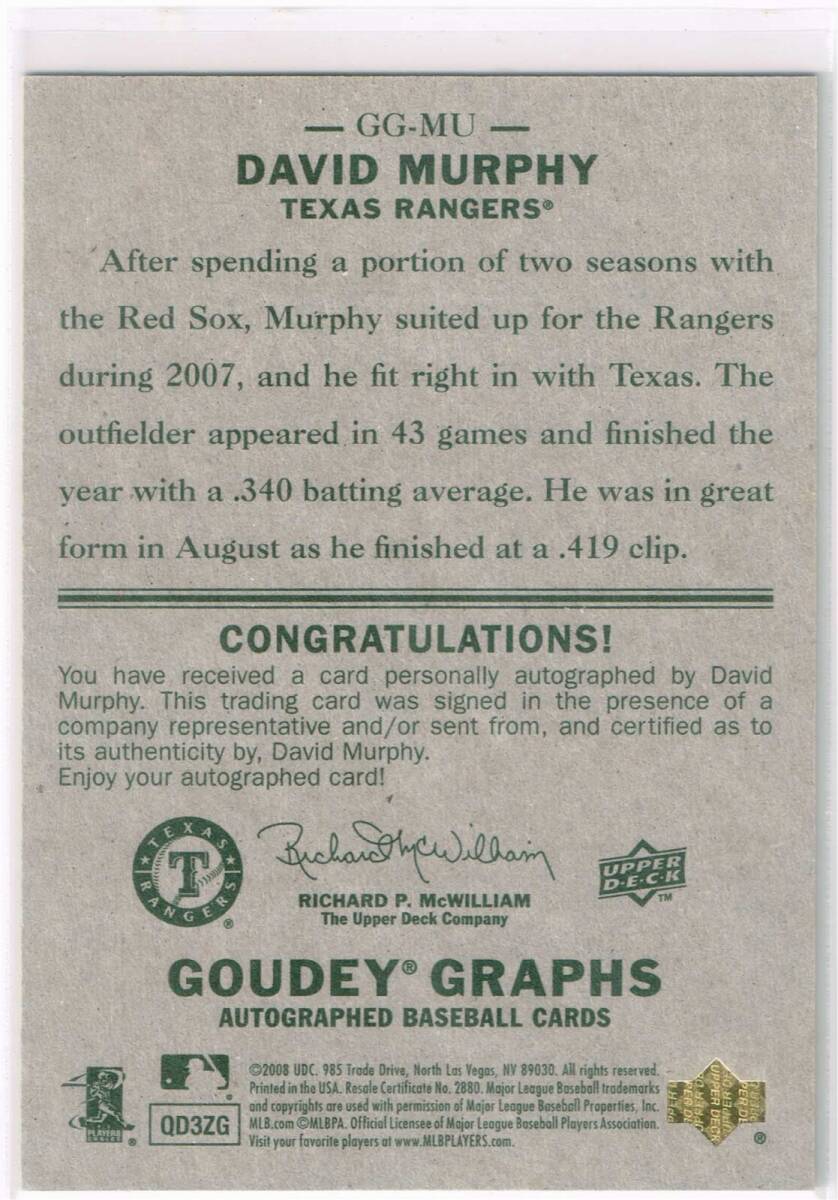 — GG-MU —
DAVID MURPHY
TEXAS RANGERS®
After spending a portion of two seasons with
the Red Sox, Murphy suited up for the Rangers
during 2007, and he fit right in with Texas. The
outfielder appeared in 43 games and finished the
year with a .340 batting average. He was in great
form in August as he finished at a .419 clip.
CONGRATULATIONS!
You have received a card personally autographed by David
Murphy. This trading card was signed in the presence of a
company representative and/or sent from, and certified as to
its authenticity by, David Murphy.
Enjoy your autographed card!
TEXAS
T
RANGERS
®
Richard McWilliam
RICHARD P. McWILLIAM
The Upper Deck Company
UPPER
D·E·C·K
TM
GOUDEY® GRAPHS
AUTOGRAPHED BASEBALL CARDS
PLAYERS
®
QD3ZG
©2008 UDC. 985 Trade Drive, North Las Vegas, NV 89030. All rights reserved.
Printed in the USA. Resale Certificate No. 2880. Major League Baseball trademarks
and copyrights are used with permission of Major League Baseball Properties, Inc.
MLB.com ©MLBPA. Official Licensee of Major League Baseball Players Association.
Visit your favorite players at www.MLBPLAYERS.com.
UPPER DECK
®